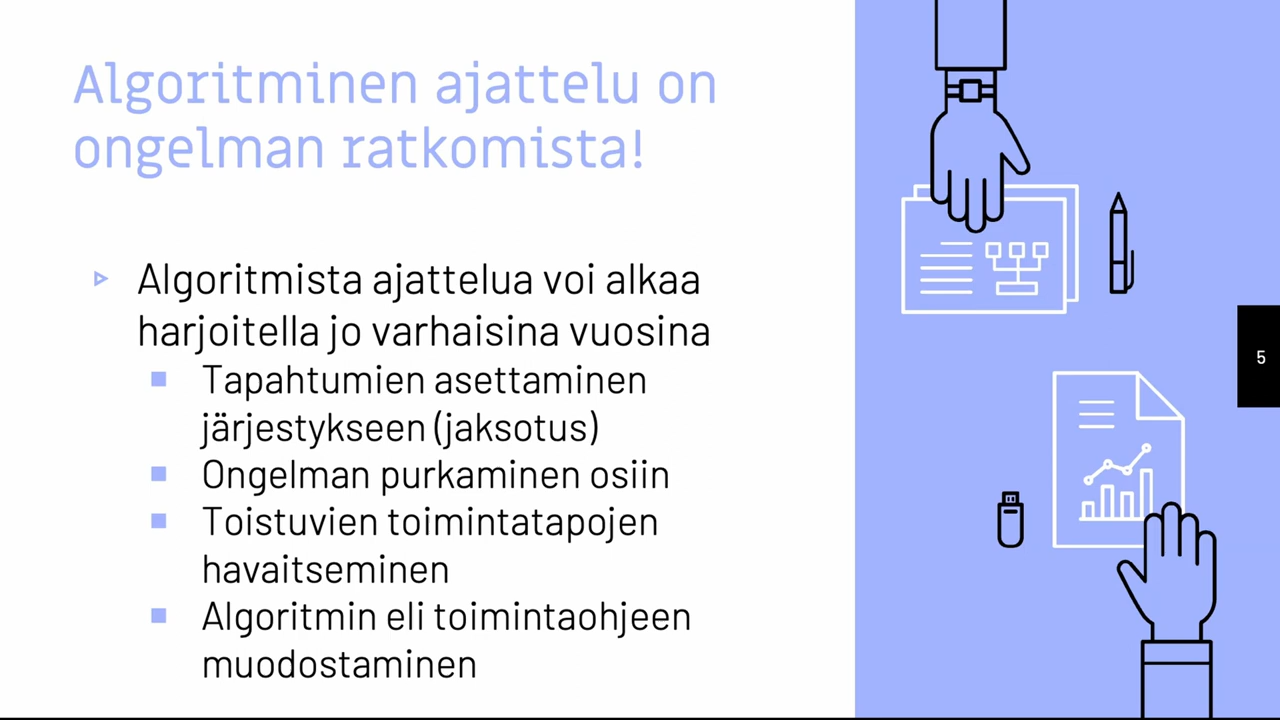 Algoritminen ajattelu on
ongelman ratkomista!
Algoritmista ajattelua voi alkaa
harjoitella jo varhaisina vuosina
Tapahtumien asettaminen
järjestykseen (jaksotus)
Ongelman purkaminen osiin
Toistuvien toimintatapojen
havaitseminen
Algoritmin eli toimintaohjeen
muodostaminen
5